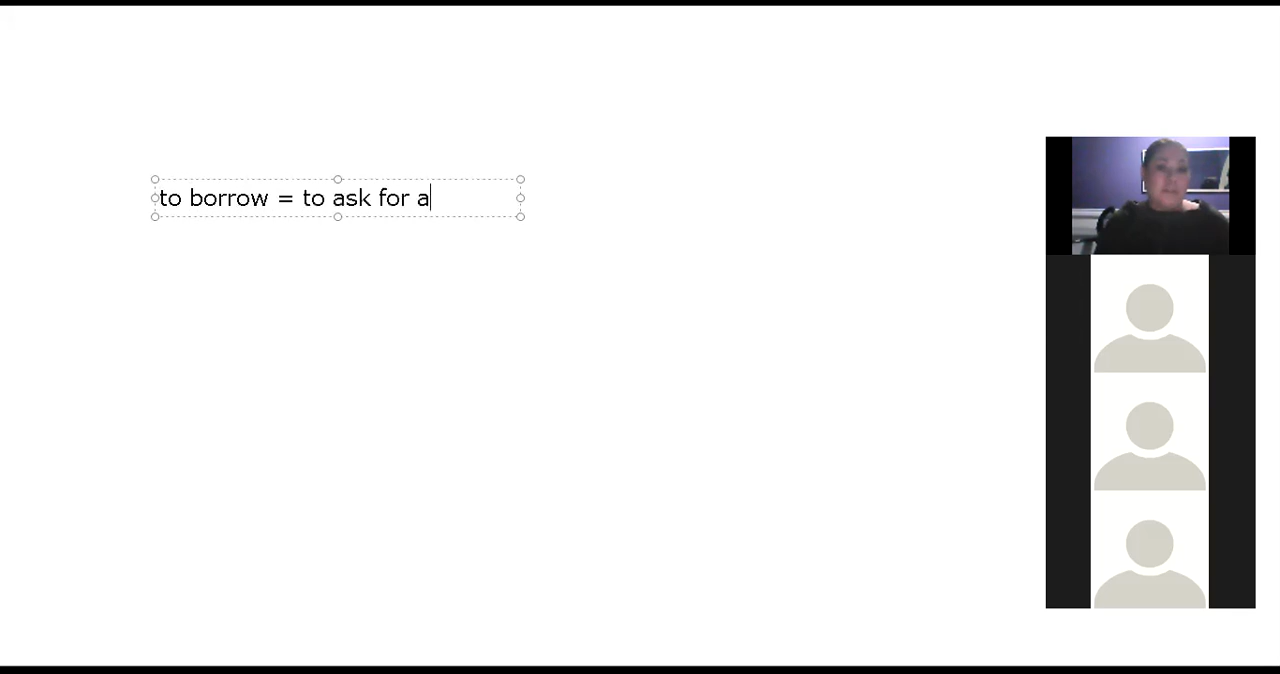 to borrow = to ask for a